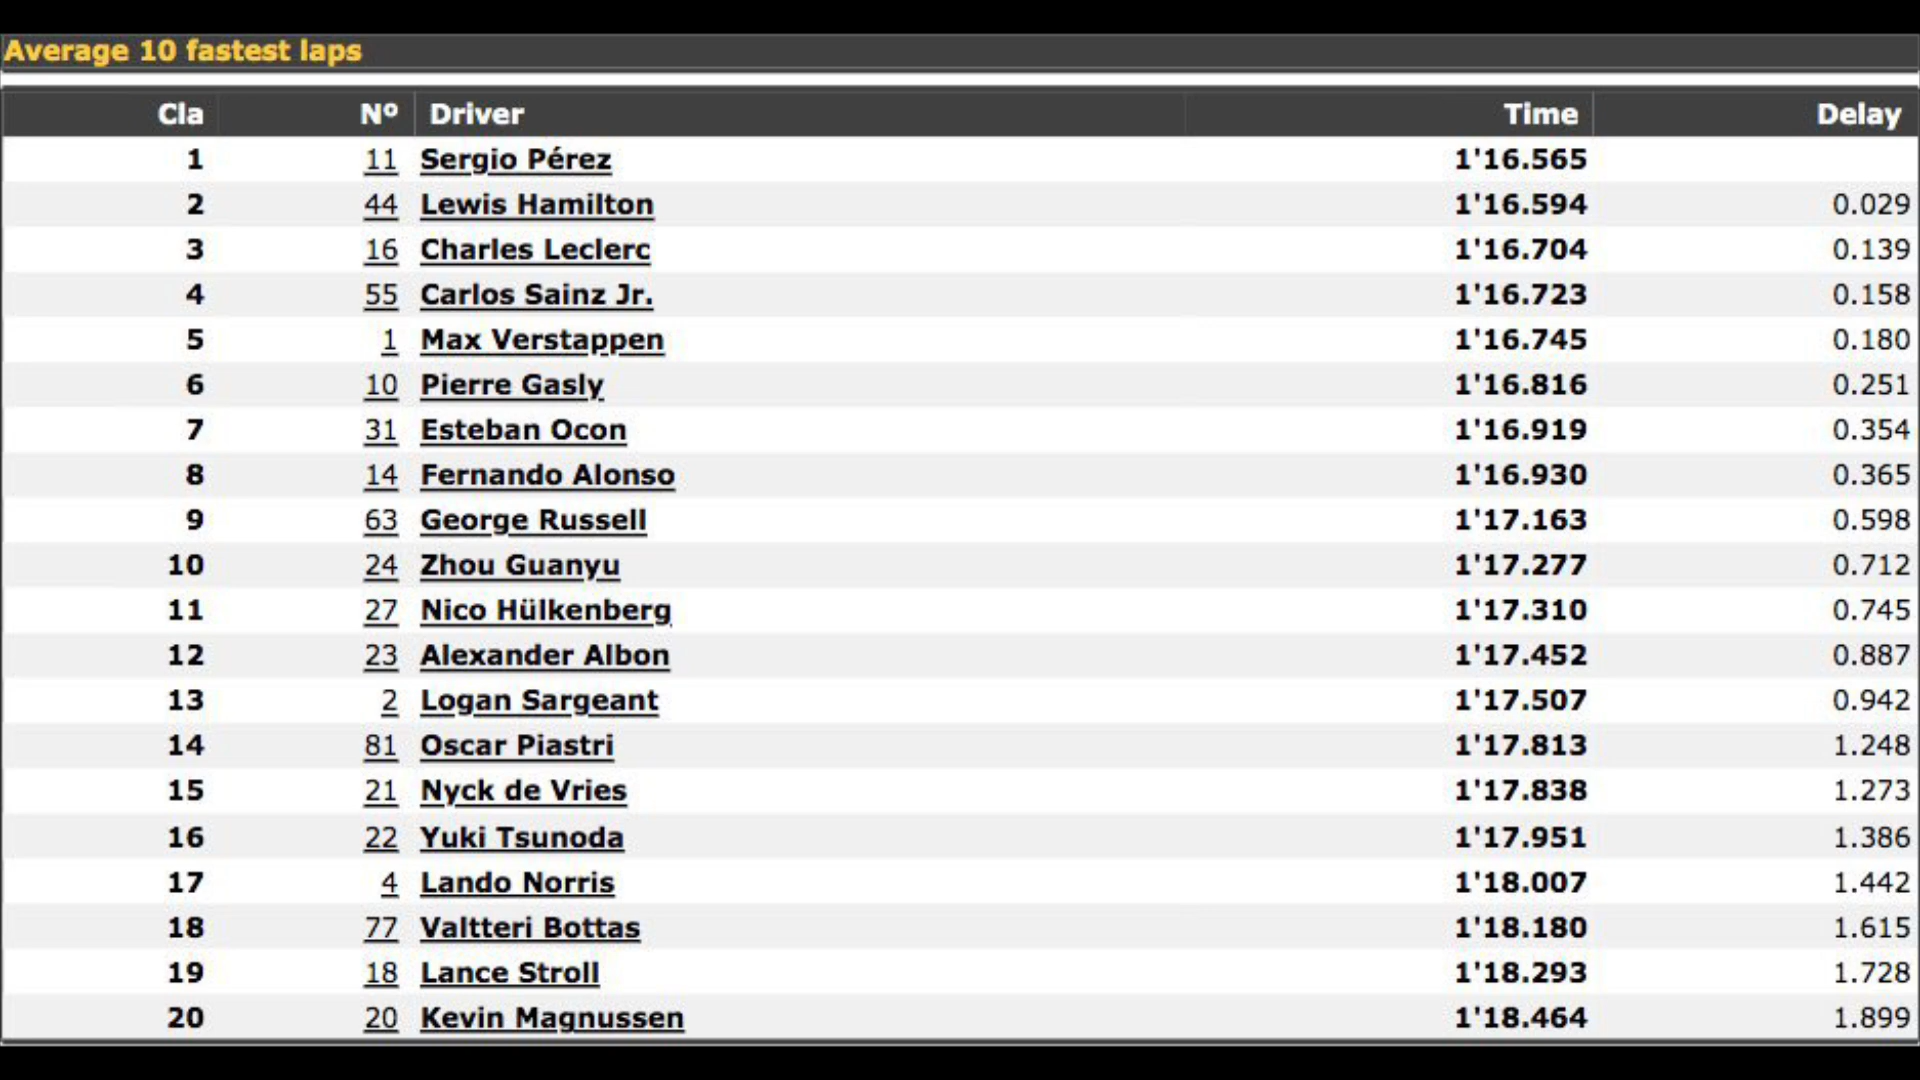 Average 10 fastest laps
Cla Nº Driver Time Delay
1 11 Sergio Pérez 1'16.565
2 44 Lewis Hamilton 1'16.594 0.029
3 16 Charles Leclerc 1'16.704 0.139
4 55 Carlos Sainz Jr. 1'16.723 0.158
5 1 Max Verstappen 1'16.745 0.180
6 10 Pierre Gasly 1'16.816 0.251
7 31 Esteban Ocon 1'16.919 0.354
8 14 Fernando Alonso 1'16.930 0.365
9 63 George Russell 1'17.163 0.598
10 24 Zhou Guanyu 1'17.277 0.712
11 27 Nico Hülkenberg 1'17.310 0.745
12 23 Alexander Albon 1'17.452 0.887
13 2 Logan Sargeant 1'17.507 0.942
14 81 Oscar Piastri 1'17.813 1.248
15 21 Nyck de Vries 1'17.838 1.273
16 22 Yuki Tsunoda 1'17.951 1.386
17 4 Lando Norris 1'18.007 1.442
18 77 Valtteri Bottas 1'18.180 1.615
19 18 Lance Stroll 1'18.293 1.728
20 20 Kevin Magnussen 1'18.464 1.899